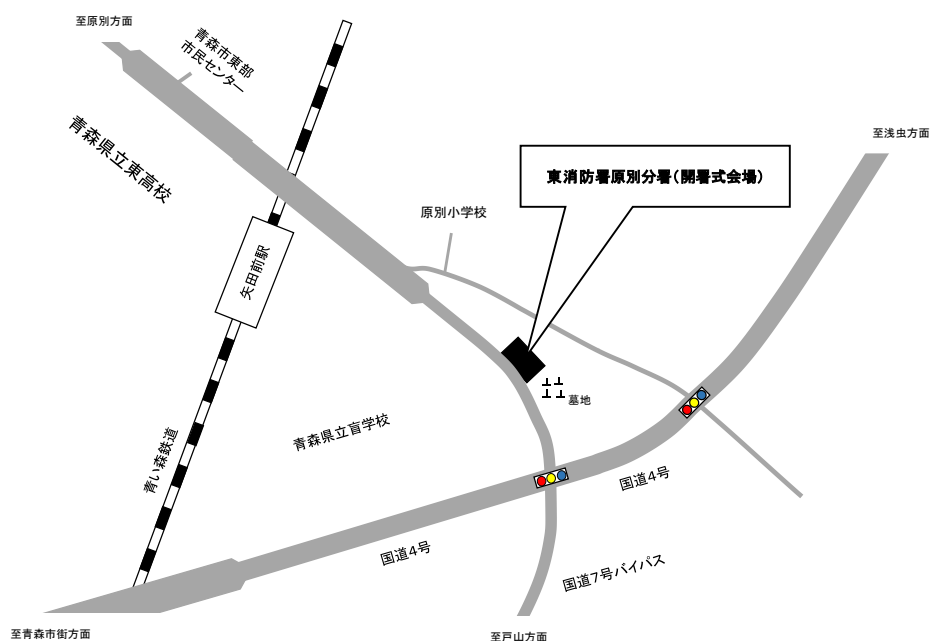 至原別方面
青森市東部
市民センター
青森県立東高校
至浅虫方面
東消防署原別分署(開署式会場)
原別小学校
矢田前駅
墓地
青森県立盲学校
青い森鉄道
国道4号
国道4号
国道7号バイパス
至青森市街方面
至戸山方面